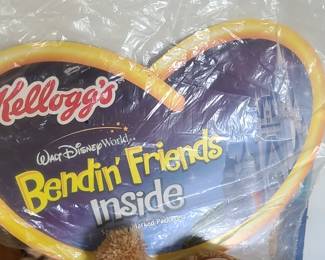 Kellogg's
Walt Disney World
Bendin' Friends
Inside